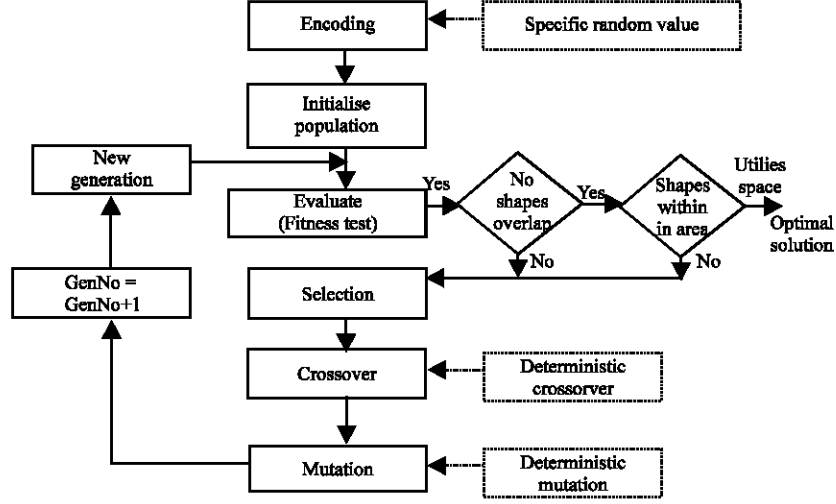 Encoding
Specific random value
Initialise
population
New
generation
Evaluate
(Fitness test)
Yes
No
shapes
overlap
Yes
Shapes
within
in area
Utilies
space
Optimal
solution
No
No
GenNo =
GenNo+1
Selection
Crossover
Deterministic
crossorver
Mutation
Deterministic
mutation